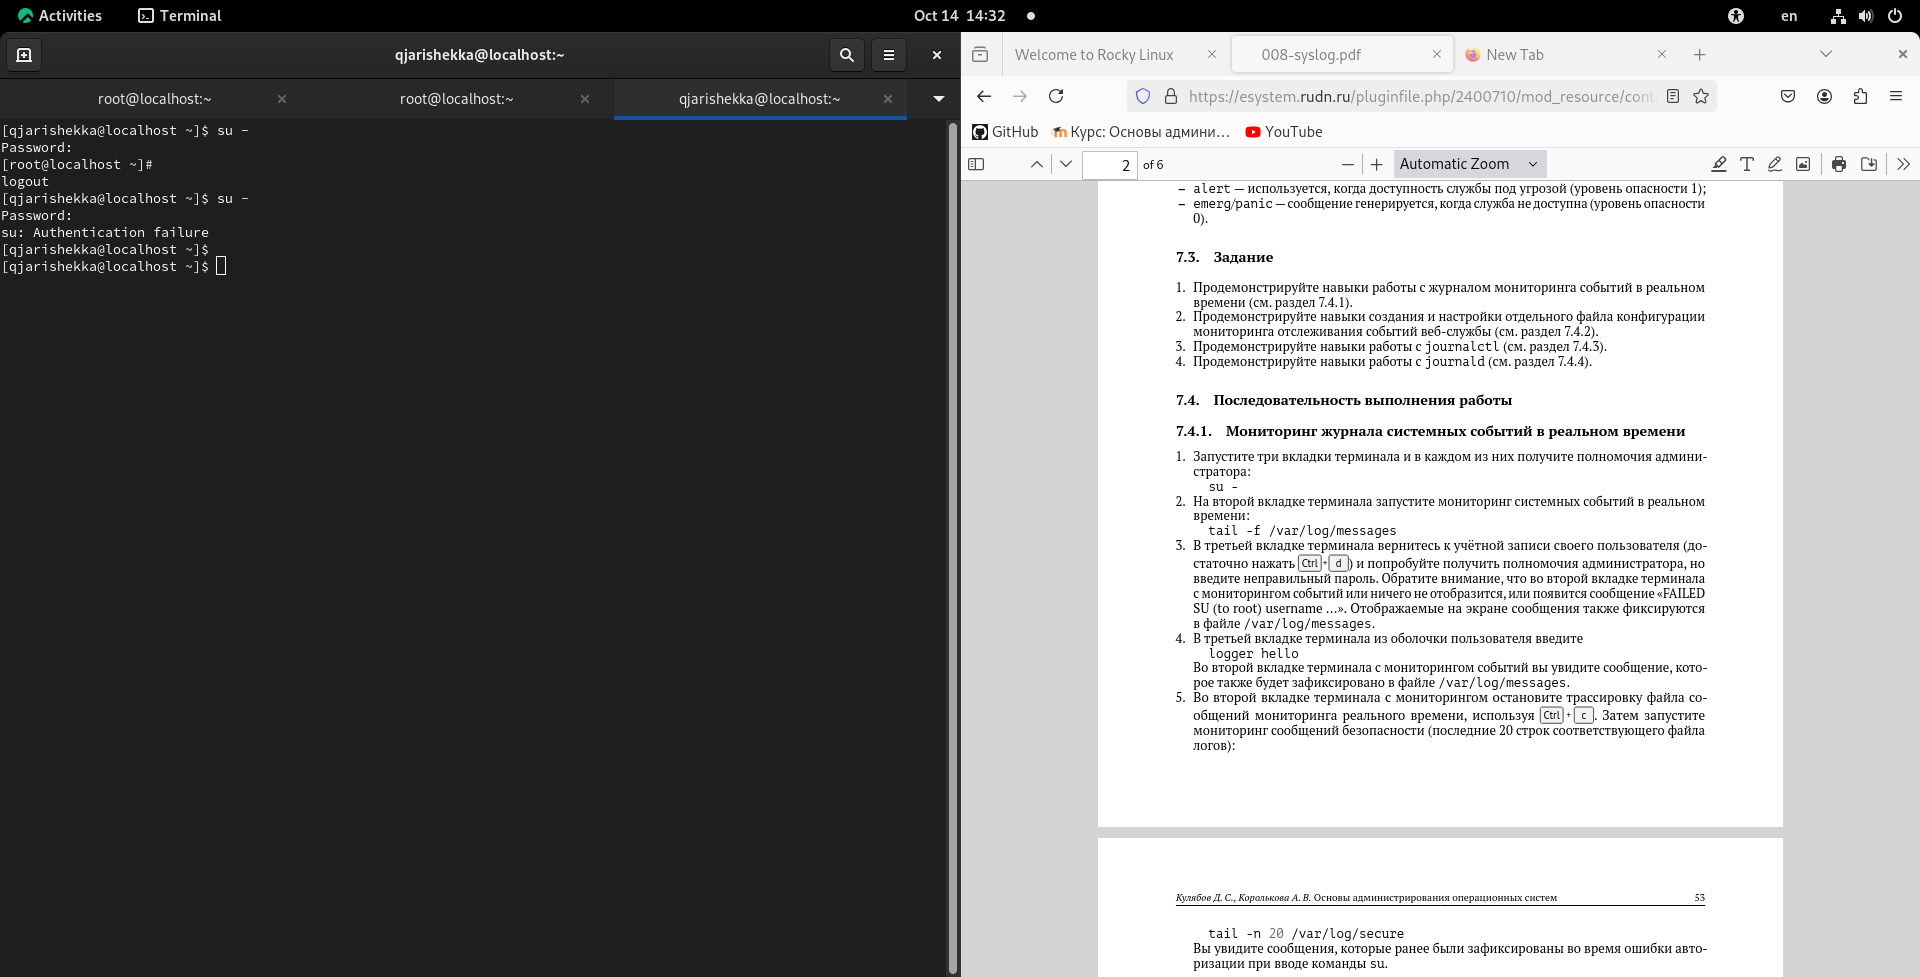 Activities
Terminal
Oct 14 14:32
en
qjarishekka@localhost:~
root@localhost:~
root@localhost:~
qjarishekka@localhost:~
[qjarishekka@localhost ~]$ su -
Password:
[root@localhost ~]#
logout
[qjarishekka@localhost ~]$ su -
Password:
su: Authentication failure
[qjarishekka@localhost ~]$
[qjarishekka@localhost ~]$
Welcome to Rocky Linux
008-syslog.pdf
New Tab
https://esystem.rudn.ru/pluginfile.php/2400710/mod_resource/cont
GitHub
Курс: Основы админи…
YouTube
2 of 6
Automatic Zoom
– alert — используется, когда доступность службы под угрозой (уровень опасности 1);
– emerg/panic — сообщение генерируется, когда служба не доступна (уровень опасности
0).
7.3. Задание
1. Продемонстрируйте навыки работы с журналом мониторинга событий в реальном
времени (см. раздел 7.4.1).
2. Продемонстрируйте навыки создания и настройки отдельного файла конфигурации
мониторинга отслеживания событий веб-службы (см. раздел 7.4.2).
3. Продемонстрируйте навыки работы с journalctl (см. раздел 7.4.3).
4. Продемонстрируйте навыки работы с journald (см. раздел 7.4.4).
7.4. Последовательность выполнения работы
7.4.1. Мониторинг журнала системных событий в реальном времени
1. Запустите три вкладки терминала и в каждом из них получите полномочия админи-
стратора:
su -
2. На второй вкладке терминала запустите мониторинг системных событий в реальном
времени:
tail -f /var/log/messages
3. В третьей вкладке терминала вернитесь к учётной записи своего пользователя (до-
статочно нажать Ctrl + d ) и попробуйте получить полномочия администратора, но
введите неправильный пароль. Обратите внимание, что во второй вкладке терминала
с мониторингом событий или ничего не отобразится, или появится сообщение «FAILED
SU (to root) username …». Отображаемые на экране сообщения также фиксируются
в файле /var/log/messages.
4. В третьей вкладке терминала из оболочки пользователя введите
logger hello
Во второй вкладке терминала с мониторингом событий вы увидите сообщение, кото-
рое также будет зафиксировано в файле /var/log/messages.
5. Во второй вкладке терминала с мониторингом остановите трассировку файла со-
общений мониторинга реального времени, используя Ctrl + c . Затем запустите
мониторинг сообщений безопасности (последние 20 строк соответствующего файла
логов):
Кулябов Д. С., Королькова А. В. Основы администрирования операционных систем 53
tail -n 20 /var/log/secure
Вы увидите сообщения, которые ранее были зафиксированы во время ошибки авто-
ризации при вводе команды su.